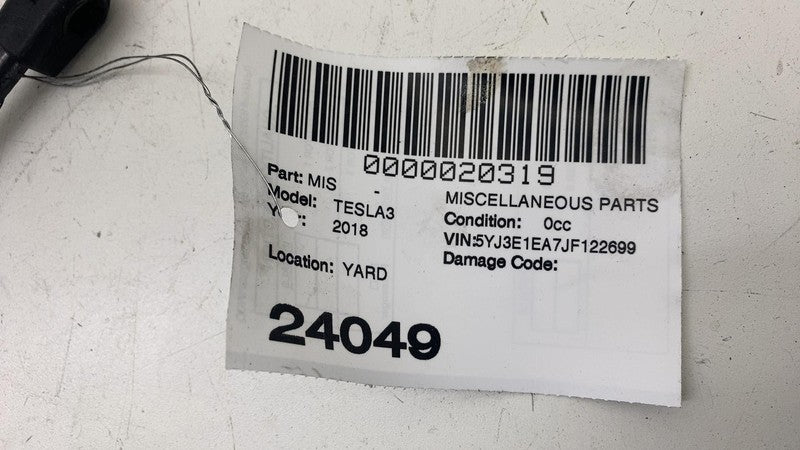 0000020319
Part: MIS - MISCELLANEOUS PARTS
Model: TESLA3 Condition: 0cc
2018 VIN:5YJ3E1EA7JF122699
Location: YARD Damage Code:
24049